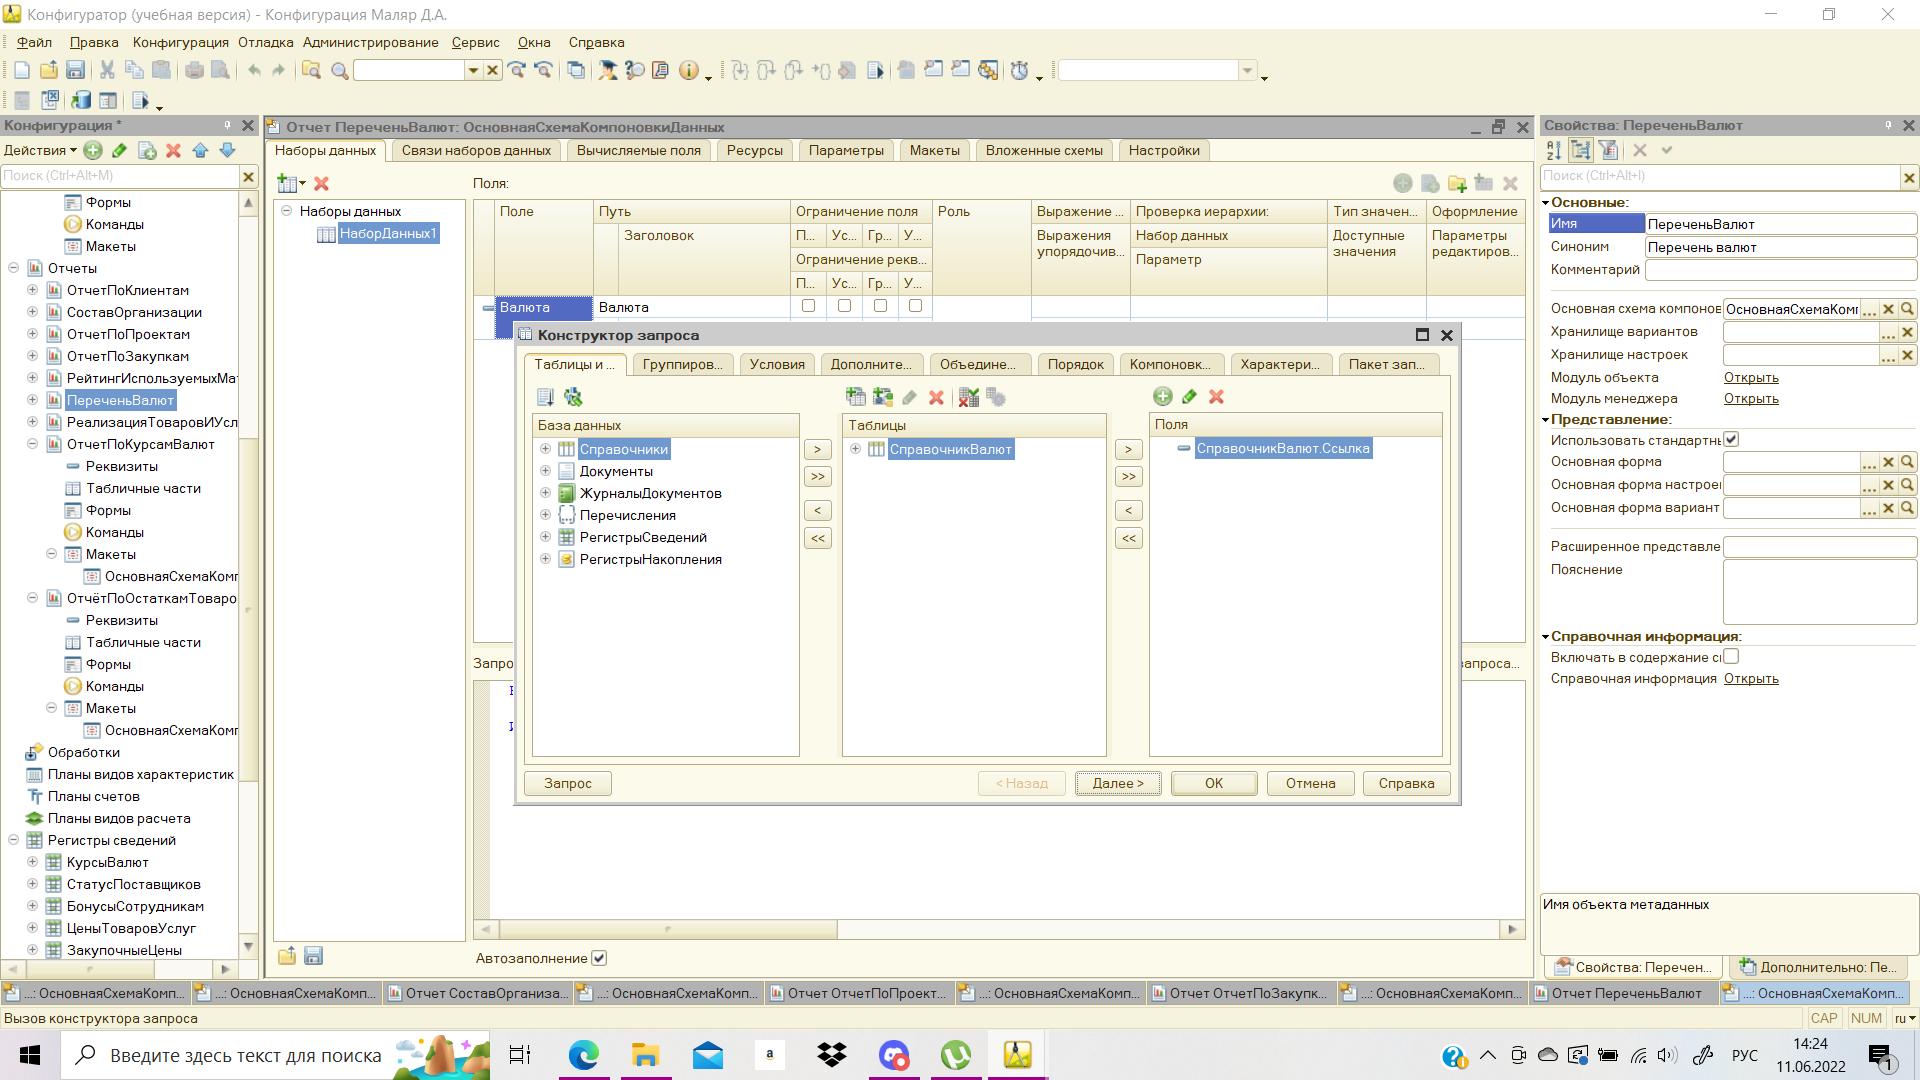 Конфигуратор (учебная версия) - Конфигурация Маляр Д.А.
Файл Правка Конфигурация Отладка Администрирование Сервис Окна Справка
Конфигурация *
Действия
Поиск (Ctrl+Alt+M)
Формы
Команды
Макеты
Отчеты
ОтчетПоКлиентам
СоставОрганизации
ОтчетПоПроектам
ОтчетПоЗакупкам
РейтингИспользуемыхМат
ПереченьВалют
РеализацияТоваровИУсл
ОтчетПоКурсамВалют
Реквизиты
Табличные части
Формы
Команды
Макеты
ОсновнаяСхемаКомп
ОтчётПоОстаткамТоваро
Реквизиты
Табличные части
Формы
Команды
Макеты
ОсновнаяСхемаКомп
Обработки
Планы видов характеристик
Планы счетов
Планы видов расчета
Регистры сведений
КурсыВалют
СтатусПоставщиков
БонусыСотрудникам
ЦеныТоваровУслуг
ЗакупочныеЦены
Отчет ПереченьВалют: ОсновнаяСхемаКомпоновкиДанных
Наборы данных Связи наборов данных Вычисляемые поля Ресурсы Параметры Макеты Вложенные схемы Настройки
Наборы данных
НаборДанных1
Поля:
Поле Путь Ограничение поля Роль Выражение ... Проверка иерархии: Тип значен... Оформление
Заголовок П... Ус... Гр... У... Выражения упорядочив... Набор данных Доступные значения Параметры редактиров...
Ограничение рекв... Параметр
П... Ус... Гр... У...
Валюта Валюта
Запро
запроса...
Автозаполнение
Конструктор запроса
Таблицы и ... Группиров... Условия Дополните... Объедине... Порядок Компоновк... Характери... Пакет зап...
База данных
Справочники
Документы
ЖурналыДокументов
Перечисления
РегистрыСведений
РегистрыНакопления
> >> < <<
Таблицы
СправочникВалют
> >> < <<
Поля
СправочникВалют.Ссылка
Запрос < Назад Далее > OK Отмена Справка
Свойства: ПереченьВалют
Поиск (Ctrl+Alt+I)
Основные:
Имя ПереченьВалют
Синоним Перечень валют
Комментарий
Основная схема компонов ОсновнаяСхемаКомп ...
Хранилище вариантов ...
Хранилище настроек ...
Модуль объекта Открыть
Модуль менеджера Открыть
Представление:
Использовать стандартнь
Основная форма ...
Основная форма настрое ...
Основная форма вариант ...
Расширенное представле
Пояснение
Справочная информация:
Включать в содержание с
Справочная информация Открыть
Имя объекта метаданных
Свойства: Перечен... Дополнительно: Пе...
...: ОсновнаяСхемаКомп... ...: ОсновнаяСхемаКомп... Отчет СоставОрганиза... ...: ОсновнаяСхемаКомп... Отчет ОтчетПоПроект... ...: ОсновнаяСхемаКомп... Отчет ОтчетПоЗакупк... ...: ОсновнаяСхемаКомп... Отчет ПереченьВалют ...: ОсновнаяСхемаКомп...
Вызов конструктора запроса CAP NUM ru
Введите здесь текст для поиска
a
РУС
14:24
11.06.2022
1